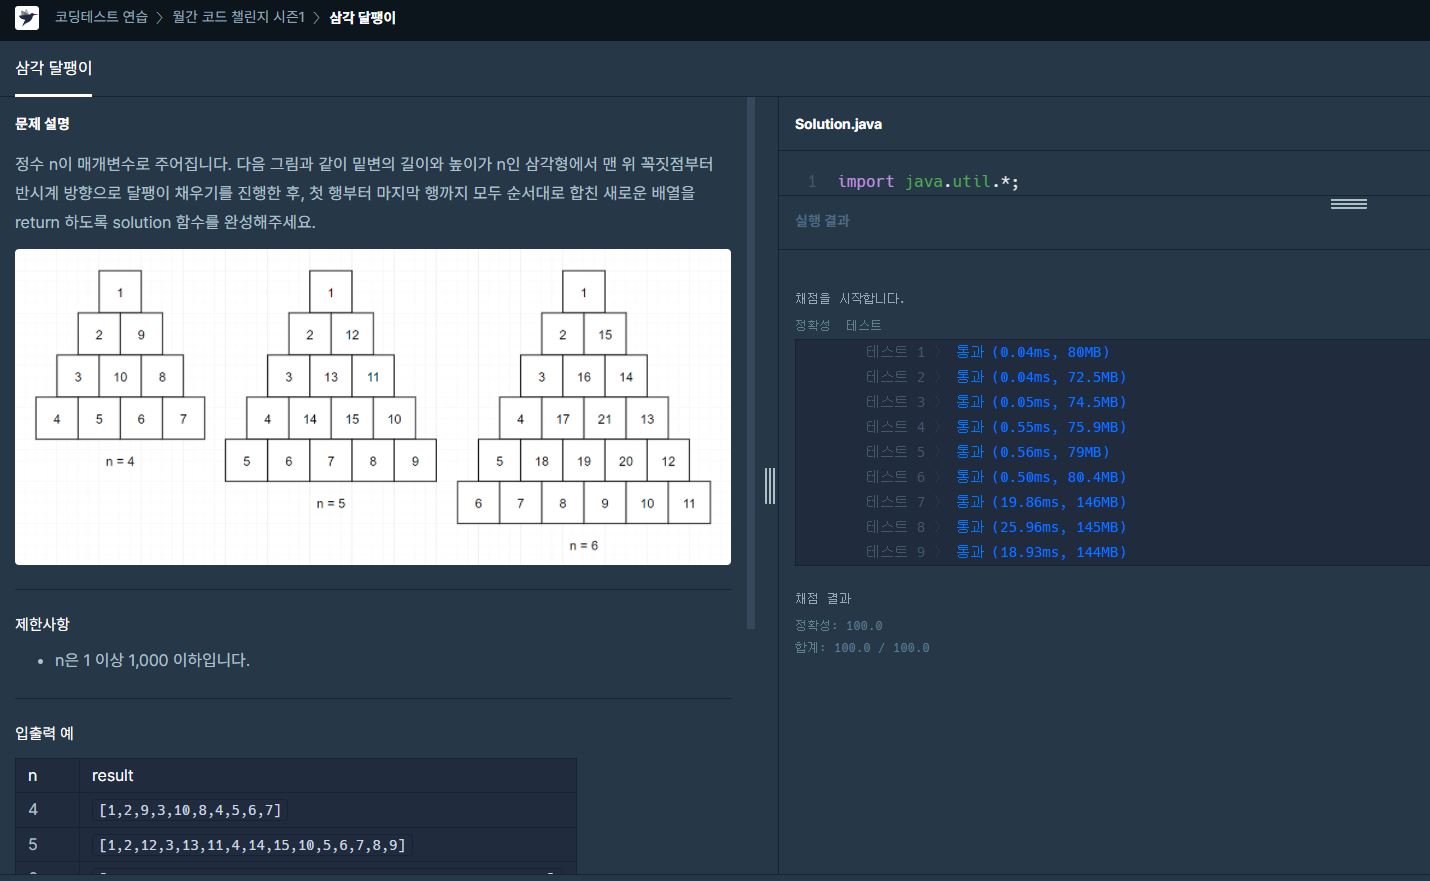 코딩테스트 연습 > 월간 코드 챌린지 시즌1 > 삼각 달팽이
삼각 달팽이
문제 설명
정수 n이 매개변수로 주어집니다. 다음 그림과 같이 밑변의 길이와 높이가 n인 삼각형에서 맨 위 꼭짓점부터
반시계 방향으로 달팽이 채우기를 진행한 후, 첫 행부터 마지막 행까지 모두 순서대로 합친 새로운 배열을
return 하도록 solution 함수를 완성해주세요.
1
2 9
3 10 8
4 5 6 7
n = 4
1
2 12
3 13 11
4 14 15 10
5 6 7 8 9
n = 5
1
2 15
3 16 14
4 17 21 13
5 18 19 20 12
6 7 8 9 10 11
n = 6
제한사항
• n은 1 이상 1,000 이하입니다.
입출력 예
n result
4 [1,2,9,3,10,8,4,5,6,7]
5 [1,2,12,3,13,11,4,14,15,10,5,6,7,8,9]
Solution.java
1 import java.util.*;
실행 결과
채점을 시작합니다.
정확성 테스트
테스트 1 > 통과 (0.04ms, 80MB)
테스트 2 > 통과 (0.04ms, 72.5MB)
테스트 3 > 통과 (0.05ms, 74.5MB)
테스트 4 > 통과 (0.55ms, 75.9MB)
테스트 5 > 통과 (0.56ms, 79MB)
테스트 6 > 통과 (0.50ms, 80.4MB)
테스트 7 > 통과 (19.86ms, 146MB)
테스트 8 > 통과 (25.96ms, 145MB)
테스트 9 > 통과 (18.93ms, 144MB)
채점 결과
정확성: 100.0
합계: 100.0 / 100.0